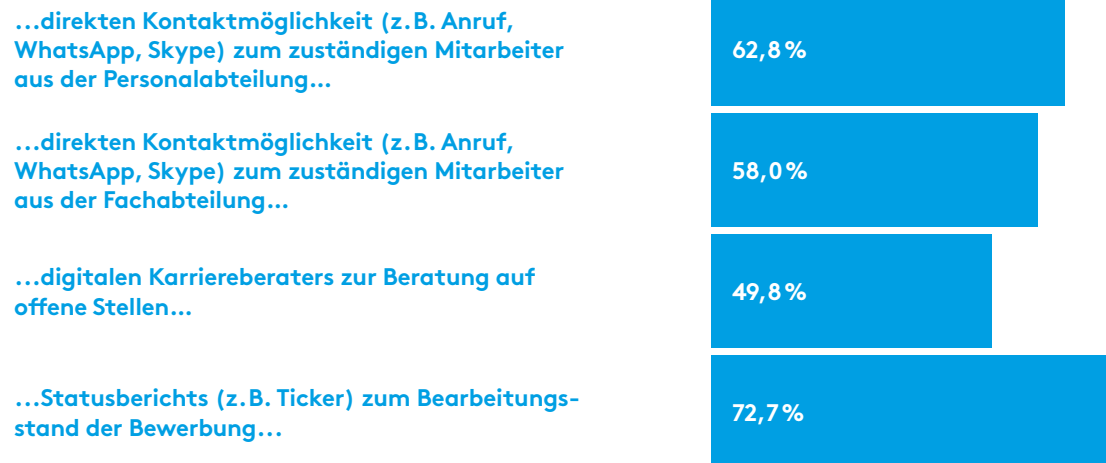 ...direkten Kontaktmöglichkeit (z.B. Anruf,
WhatsApp, Skype) zum zuständigen Mitarbeiter
aus der Personalabteilung...
62,8 %
...direkten Kontaktmöglichkeit (z.B. Anruf,
WhatsApp, Skype) zum zuständigen Mitarbeiter
aus der Fachabteilung...
58,0 %
...digitalen Karriereberaters zur Beratung auf
offene Stellen...
49,8 %
...Statusberichts (z.B. Ticker) zum Bearbeitungs-
stand der Bewerbung...
72,7 %